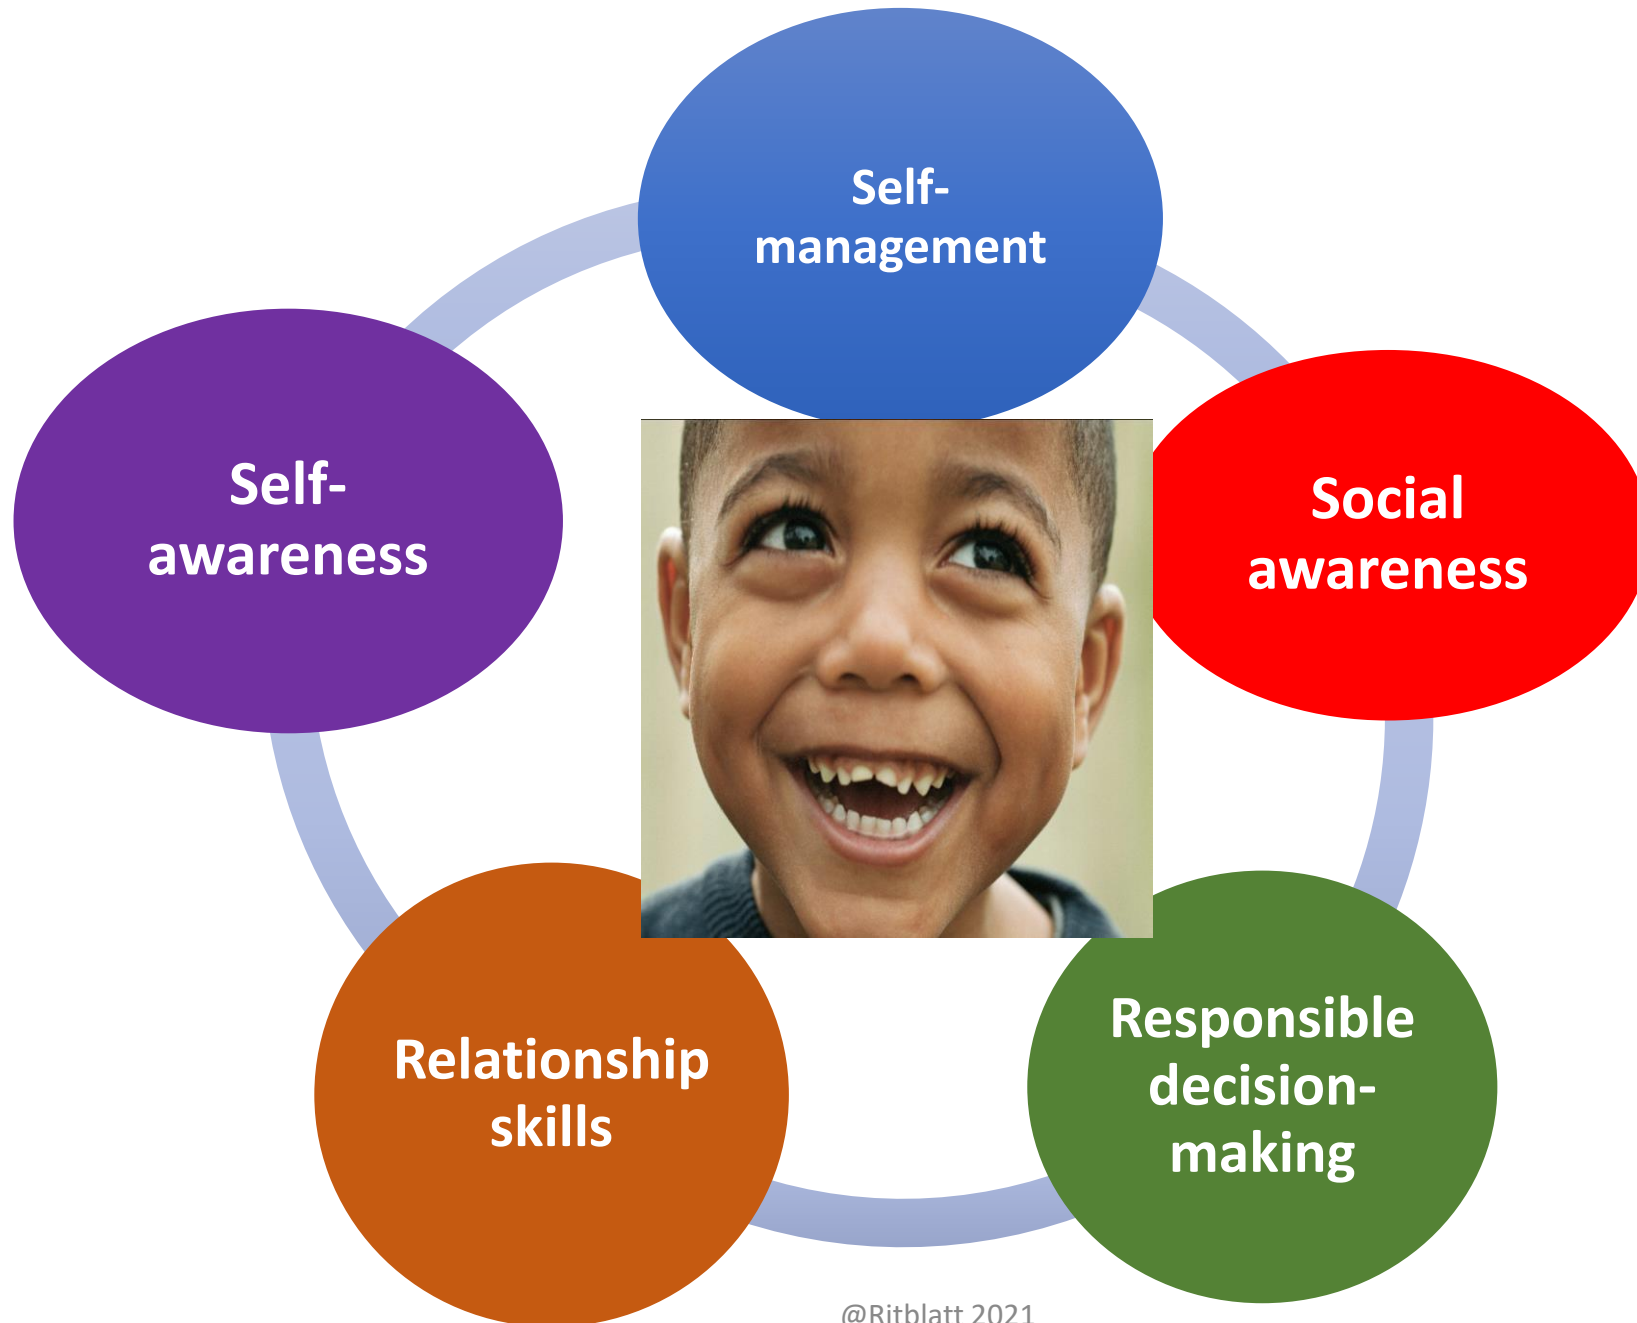 Self-
management
Self-
awareness
Social
awareness
Relationship
skills
Responsible
decision-
making
@Ritblatt 2021